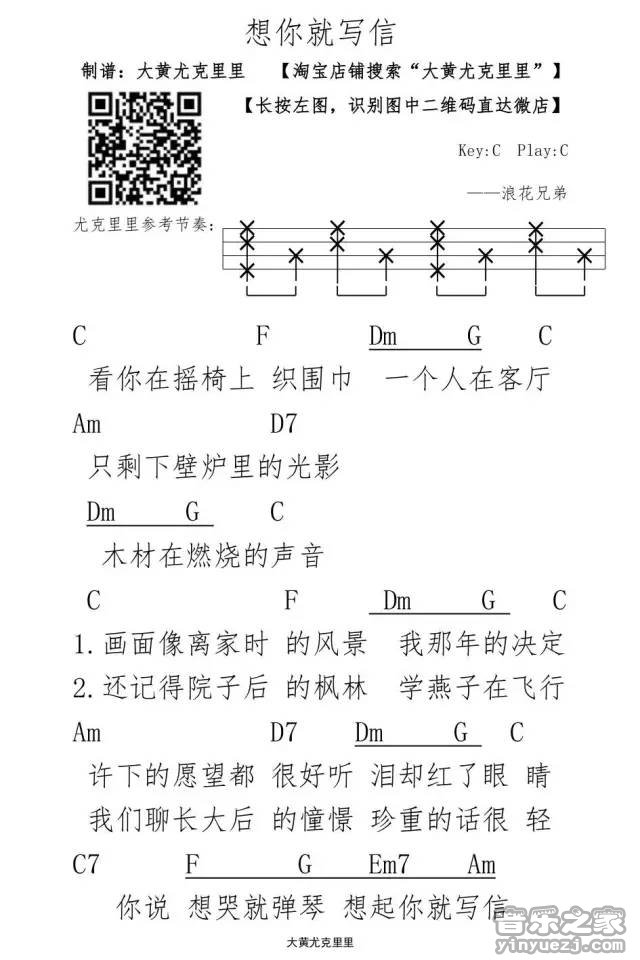 想你就写信
制谱：大黄尤克里里 【淘宝店铺搜索“大黄尤克里里”】
【长按左图，识别图中二维码直达微店】
Key:C Play:C
——浪花兄弟
尤克里里参考节奏：
C F Dm G C
看你在摇椅上 织围巾 一个人在客厅
Am D7
只剩下壁炉里的光影
Dm G C
木材在燃烧的声音
C F Dm G C
1.画面像离家时 的风景 我那年的决定
2.还记得院子后 的枫林 学燕子在飞行
Am D7 Dm G C
许下的愿望都 很好听 泪却红了眼 睛
我们聊长大后 的憧憬 珍重的话很 轻
C7 F G Em7 Am
你说 想哭就弹琴 想起你就写信
大黄尤克里里
音乐之家
yinyuezj.com